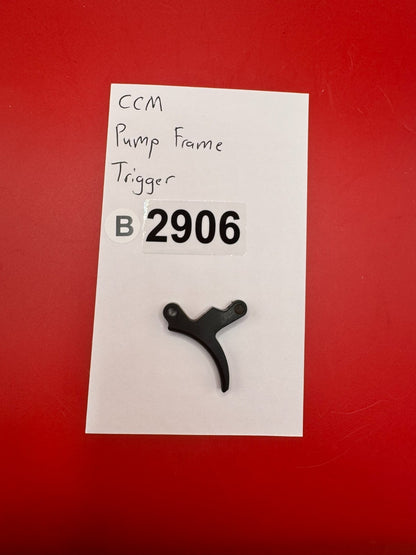 CCM
Pump Frame
Trigger
B 2906